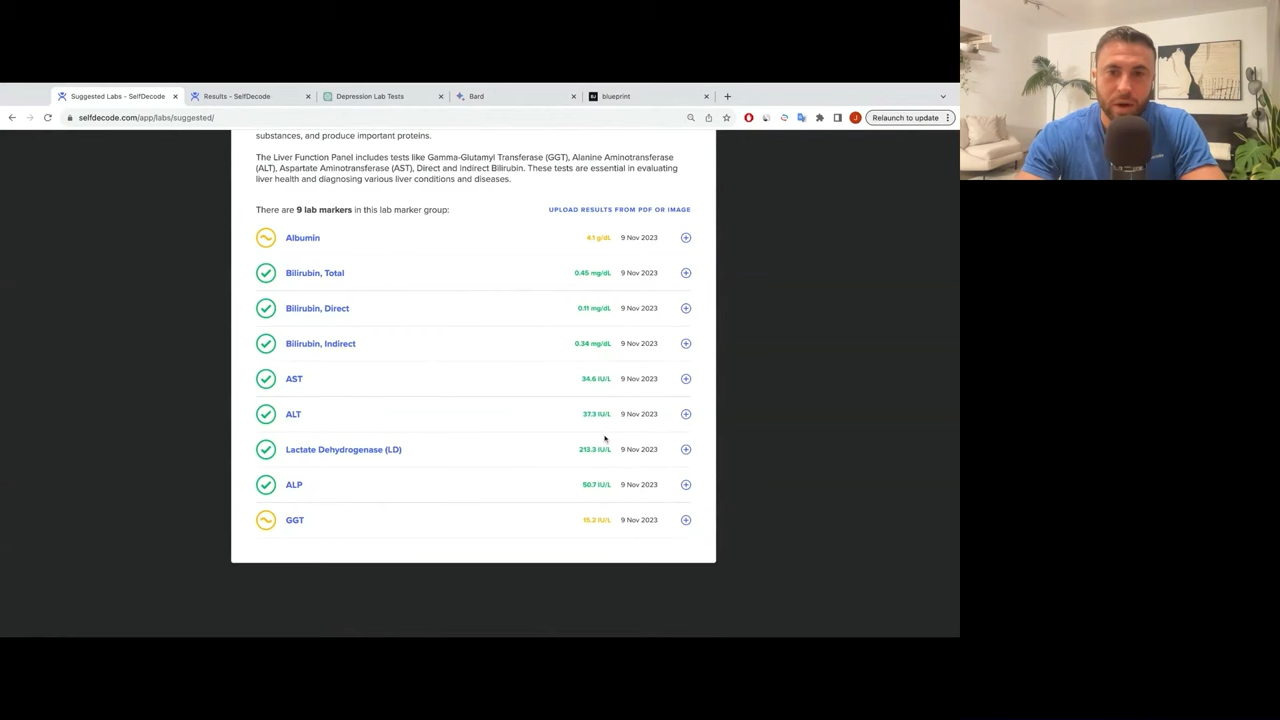 Suggested Labs - SelfDecode
Results - SelfDecode
Depression Lab Tests
Bard
blueprint
selfdecode.com/app/labs/suggested/
Relaunch to update
substances, and produce important proteins.
The Liver Function Panel includes tests like Gamma-Glutamyl Transferase (GGT), Alanine Aminotransferase
(ALT), Aspartate Aminotransferase (AST), Direct and Indirect Bilirubin. These tests are essential in evaluating
liver health and diagnosing various liver conditions and diseases.
There are 9 lab markers in this lab marker group: UPLOAD RESULTS FROM PDF OR IMAGE
Albumin 4.1 g/dL 9 Nov 2023
Bilirubin, Total 0.45 mg/dL 9 Nov 2023
Bilirubin, Direct 0.11 mg/dL 9 Nov 2023
Bilirubin, Indirect 0.34 mg/dL 9 Nov 2023
AST 34.6 IU/L 9 Nov 2023
ALT 37.3 IU/L 9 Nov 2023
Lactate Dehydrogenase (LD) 213.3 IU/L 9 Nov 2023
ALP 50.7 IU/L 9 Nov 2023
GGT 15.2 IU/L 9 Nov 2023